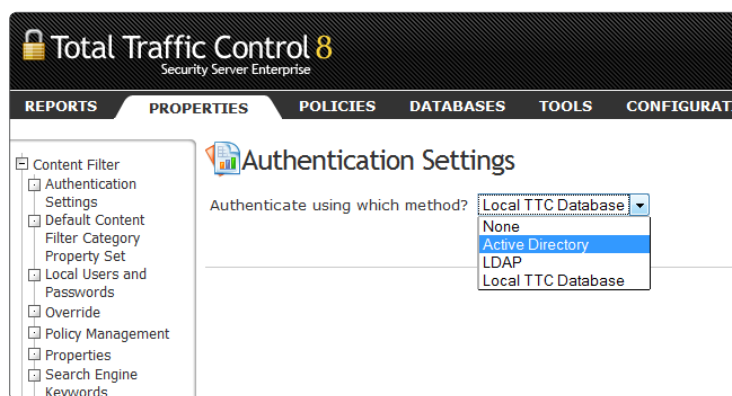 Total Traffic Control 8
Security Server Enterprise
REPORTS PROPERTIES POLICIES DATABASES TOOLS CONFIGURAT
Content Filter
Authentication
Settings
Default Content
Filter Category
Property Set
Local Users and
Passwords
Override
Policy Management
Properties
Search Engine
Keywords
Authentication Settings
Authenticate using which method? Local TTC Database
None
Active Directory
LDAP
Local TTC Database